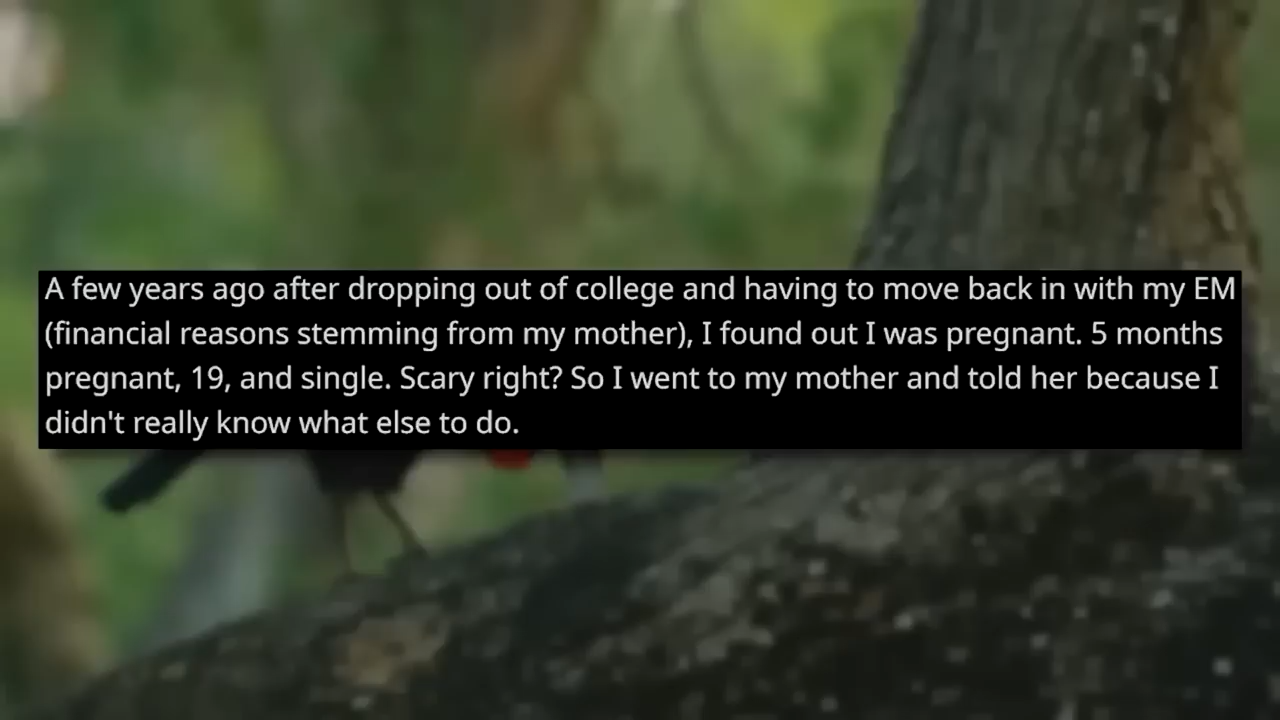 A few years ago after dropping out of college and having to move back in with my EM
(financial reasons stemming from my mother), I found out I was pregnant. 5 months
pregnant, 19, and single. Scary right? So I went to my mother and told her because I
didn't really know what else to do.